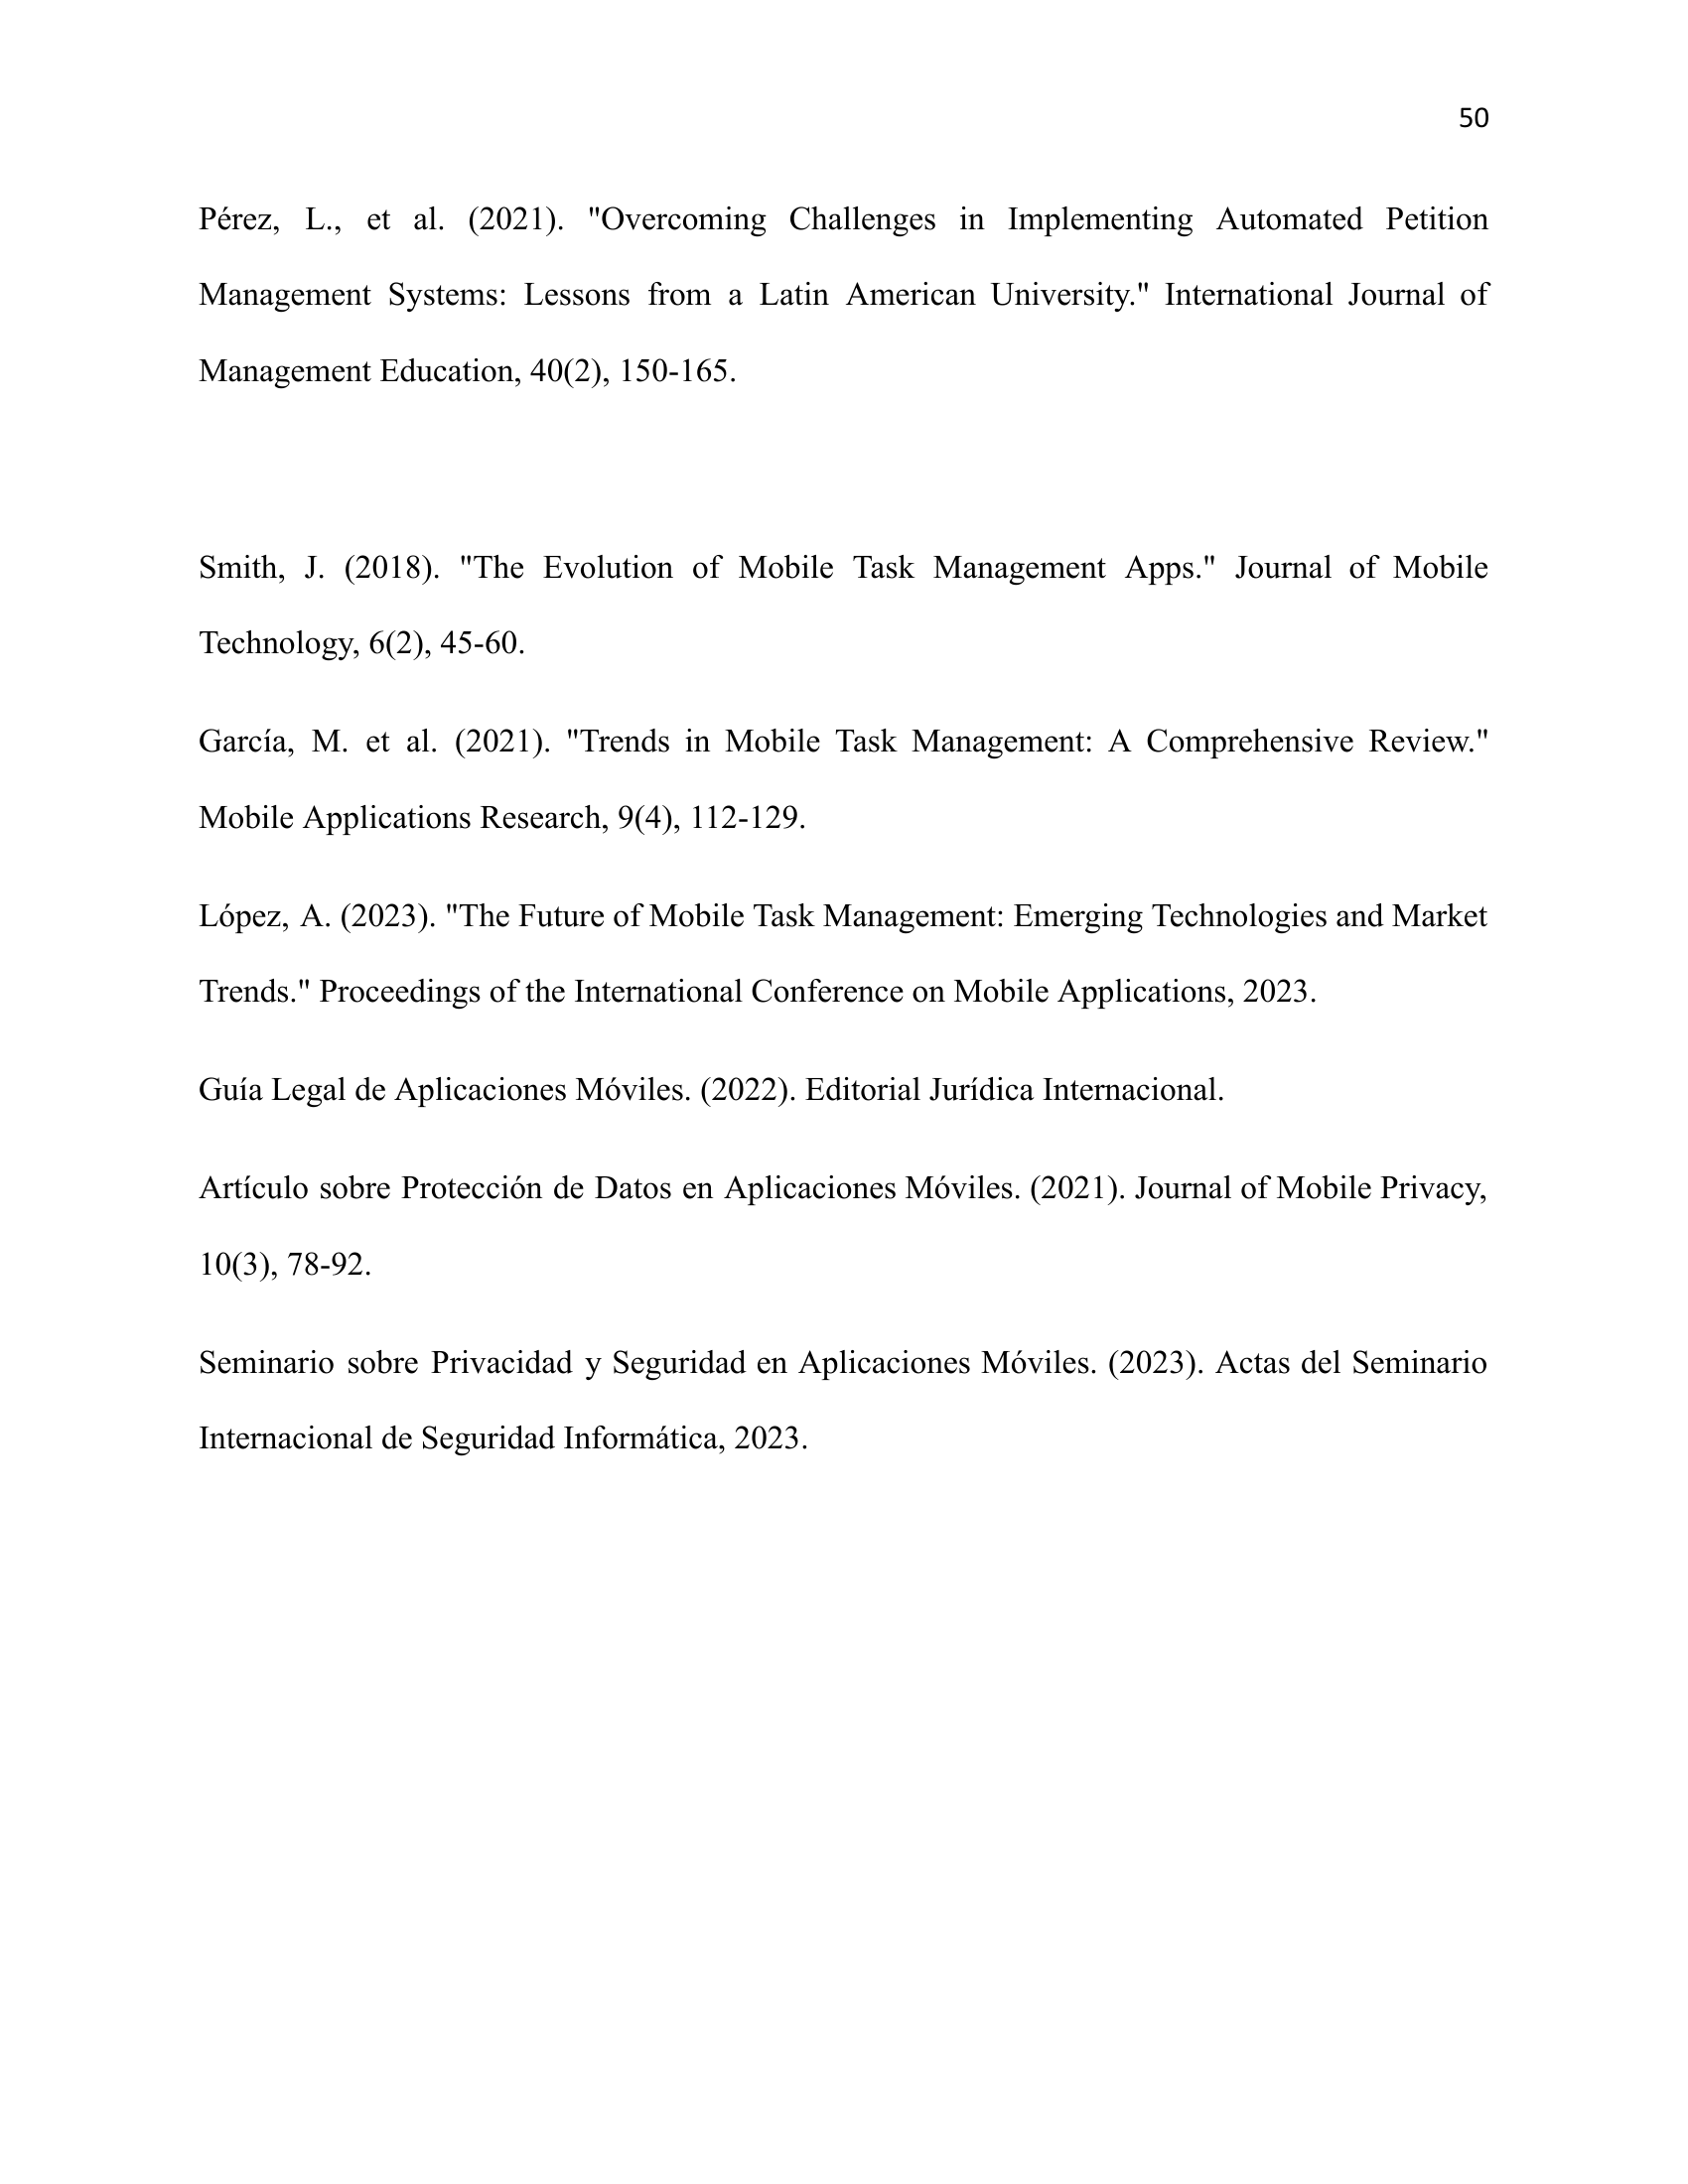 50
Pérez, L., et al. (2021). "Overcoming Challenges in Implementing Automated Petition
Management Systems: Lessons from a Latin American University." International Journal of
Management Education, 40(2), 150-165.
Smith, J. (2018). "The Evolution of Mobile Task Management Apps." Journal of Mobile
Technology, 6(2), 45-60.
García, M. et al. (2021). "Trends in Mobile Task Management: A Comprehensive Review."
Mobile Applications Research, 9(4), 112-129.
López, A. (2023). "The Future of Mobile Task Management: Emerging Technologies and Market
Trends." Proceedings of the International Conference on Mobile Applications, 2023.
Guía Legal de Aplicaciones Móviles. (2022). Editorial Jurídica Internacional.
Artículo sobre Protección de Datos en Aplicaciones Móviles. (2021). Journal of Mobile Privacy,
10(3), 78-92.
Seminario sobre Privacidad y Seguridad en Aplicaciones Móviles. (2023). Actas del Seminario
Internacional de Seguridad Informática, 2023.